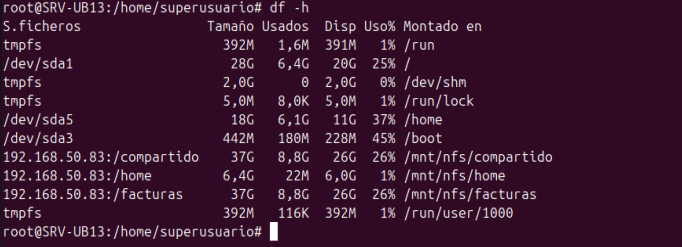 root@SRV-UB13:/home/superusuario# df -h
S.ficheros Tamaño Usados Disp Uso% Montado en
tmpfs 392M 1,6M 391M 1% /run
/dev/sda1 28G 6,4G 20G 25% /
tmpfs 2,0G 0 2,0G 0% /dev/shm
tmpfs 5,0M 8,0K 5,0M 1% /run/lock
/dev/sda5 18G 6,1G 11G 37% /home
/dev/sda3 442M 180M 228M 45% /boot
192.168.50.83:/compartido 37G 8,8G 26G 26% /mnt/nfs/compartido
192.168.50.83:/home 6,4G 22M 6,0G 1% /mnt/nfs/home
192.168.50.83:/facturas 37G 8,8G 26G 26% /mnt/nfs/facturas
tmpfs 392M 116K 392M 1% /run/user/1000
root@SRV-UB13:/home/superusuario#